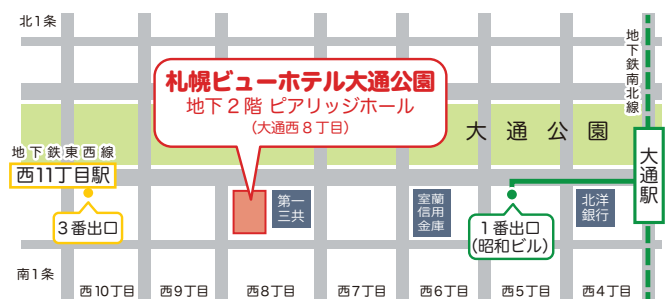 北1条
札幌ビューホテル大通公園
地下2階 ピアリッジホール
(大通西8丁目)
地下鉄南北線
大通公園
地下鉄東西線
西11丁目駅
3番出口
第一
三共
室蘭
信用
金庫
1番出口
(昭和ビル)
北洋
銀行
大通駅
南1条
西10丁目
西9丁目
西8丁目
西7丁目
西6丁目
西5丁目
西4丁目